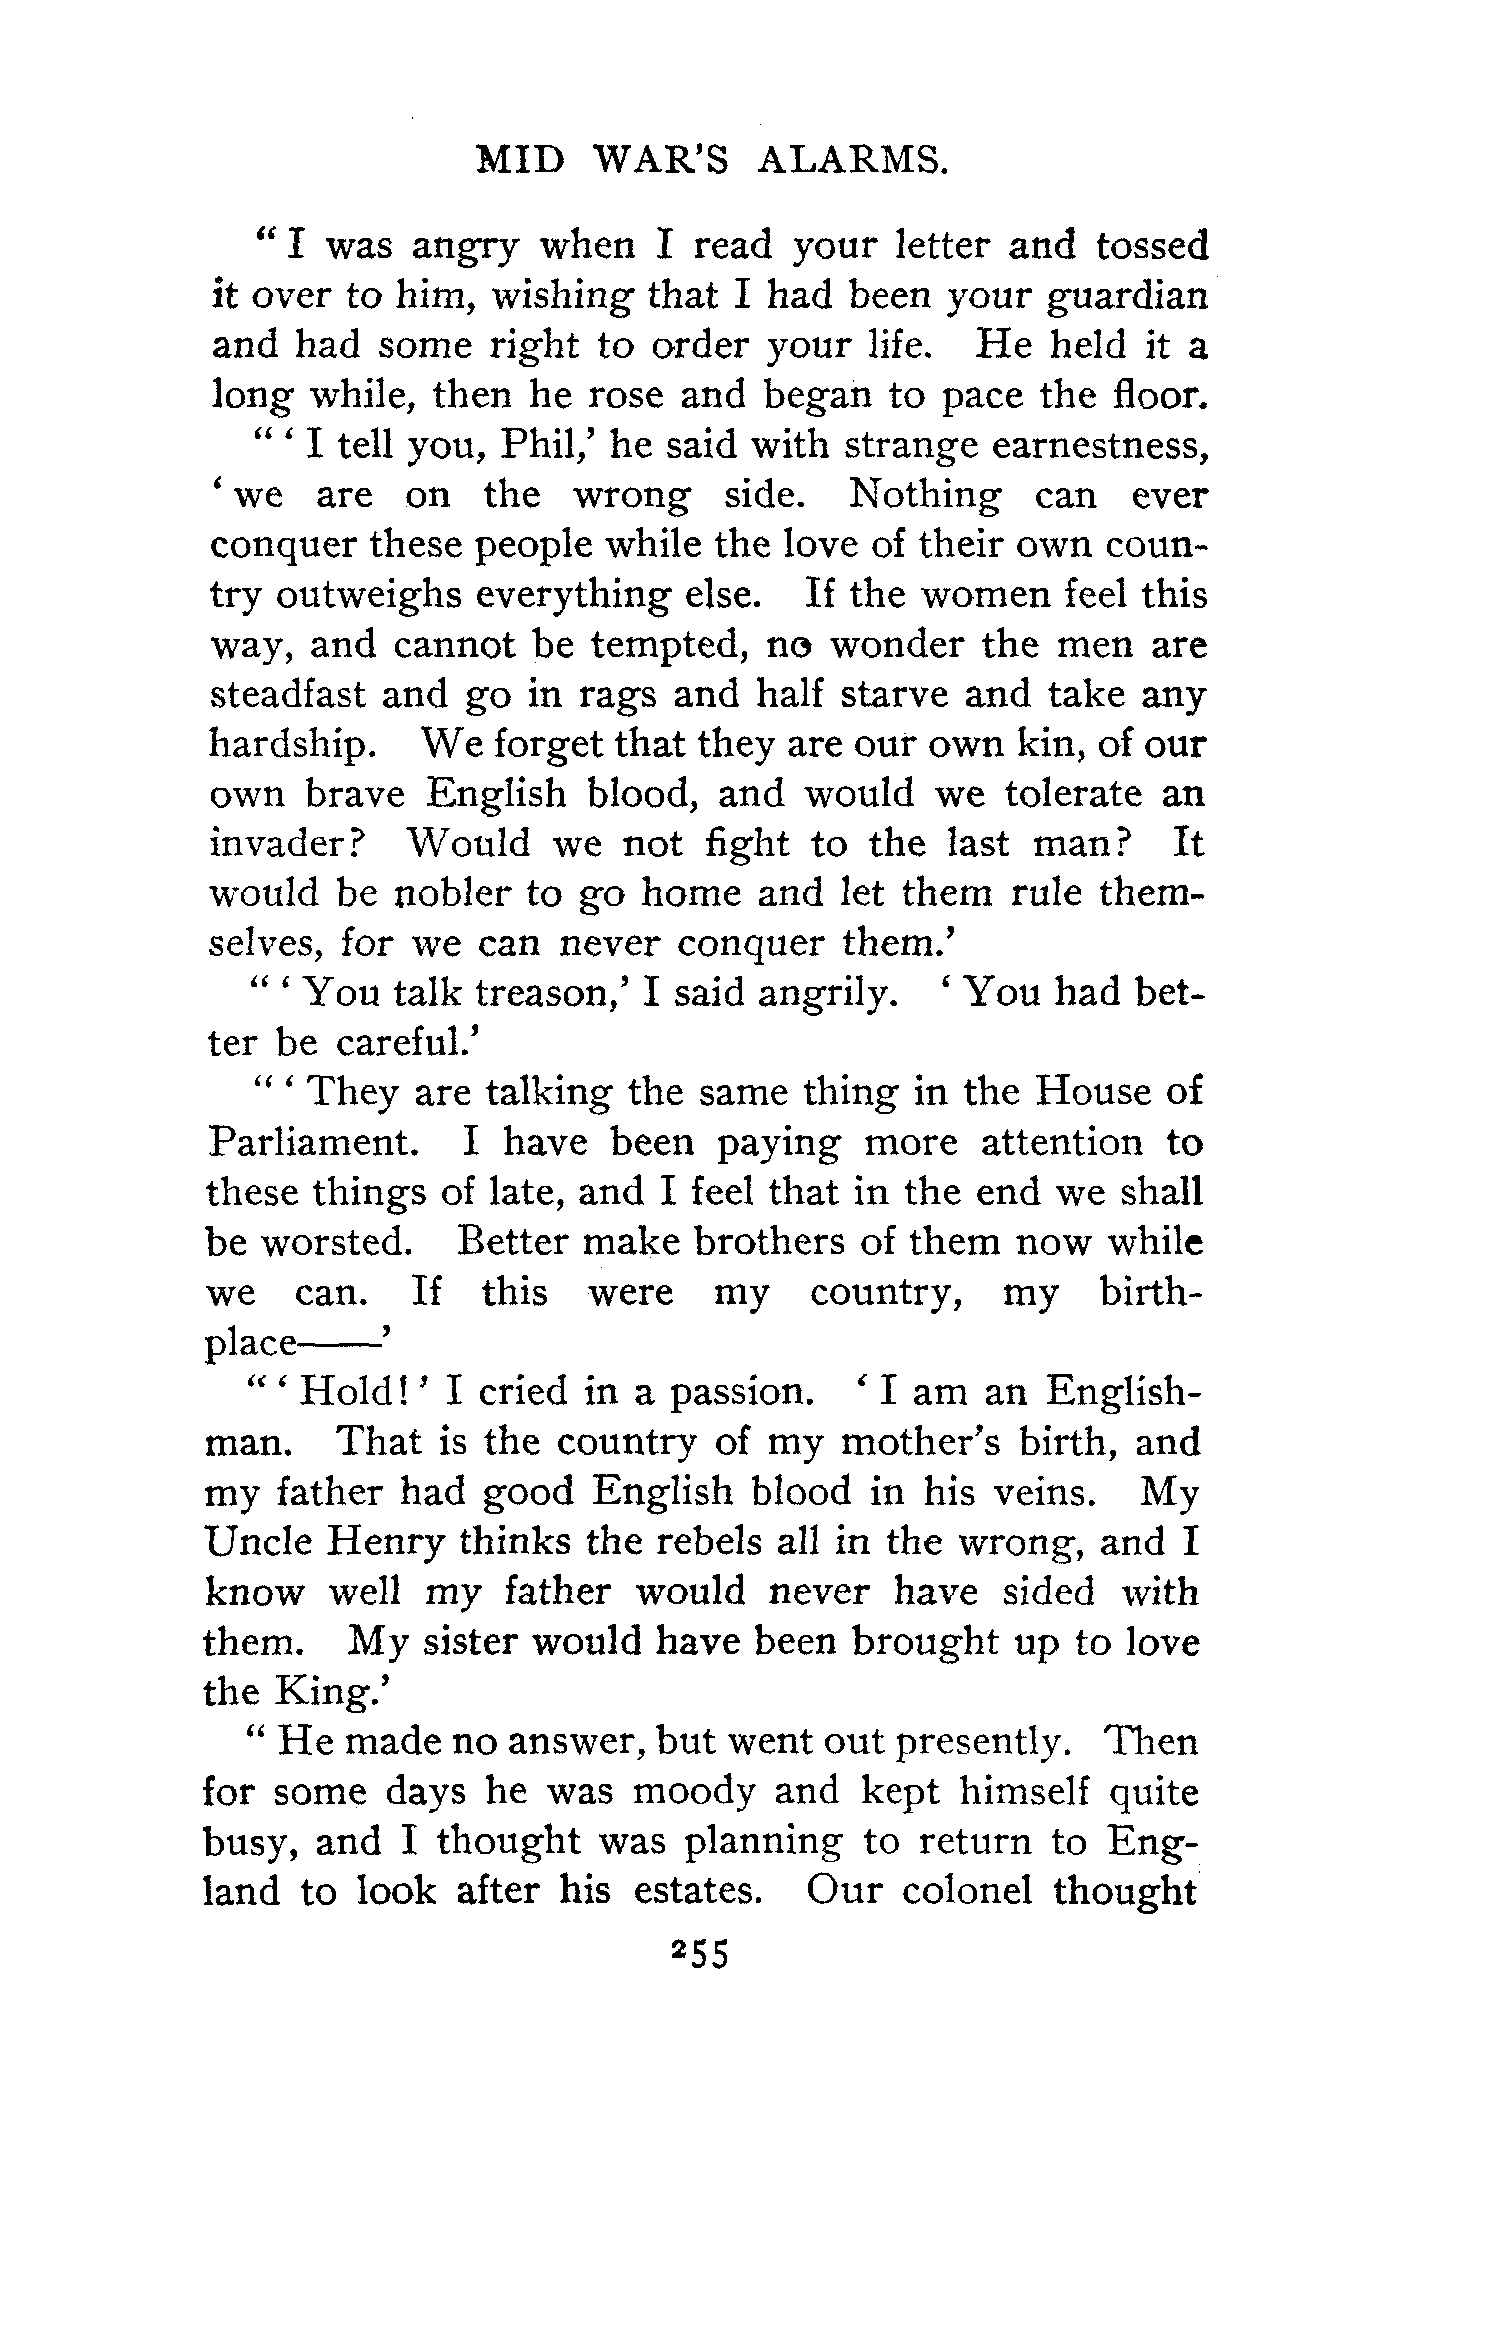 MID WAR'S ALARMS.
" I was angry when I read your letter and tossed
it over to him, wishing that I had been your guardian
and had some right to order your life. He held it a
long while, then he rose and began to pace the floor.
" ' I tell you, Phil,' he said with strange earnestness,
' we are on the wrong side. Nothing can ever
conquer these people while the love of their own coun-
try outweighs everything else. If the women feel this
way, and cannot be tempted, no wonder the men are
steadfast and go in rags and half starve and take any
hardship. We forget that they are our own kin, of our
own brave English blood, and would we tolerate an
invader? Would we not fight to the last man? It
would be nobler to go home and let them rule them-
selves, for we can never conquer them.'
" ' You talk treason,' I said angrily. ' You had bet-
ter be careful.'
" ' They are talking the same thing in the House of
Parliament. I have been paying more attention to
these things of late, and I feel that in the end we shall
be worsted. Better make brothers of them now while
we can. If this were my country, my birth-
place——'
" ' Hold! ' I cried in a passion. ' I am an English-
man. That is the country of my mother's birth, and
my father had good English blood in his veins. My
Uncle Henry thinks the rebels all in the wrong, and I
know well my father would never have sided with
them. My sister would have been brought up to love
the King.'
" He made no answer, but went out presently. Then
for some days he was moody and kept himself quite
busy, and I thought was planning to return to Eng-
land to look after his estates. Our colonel thought
255